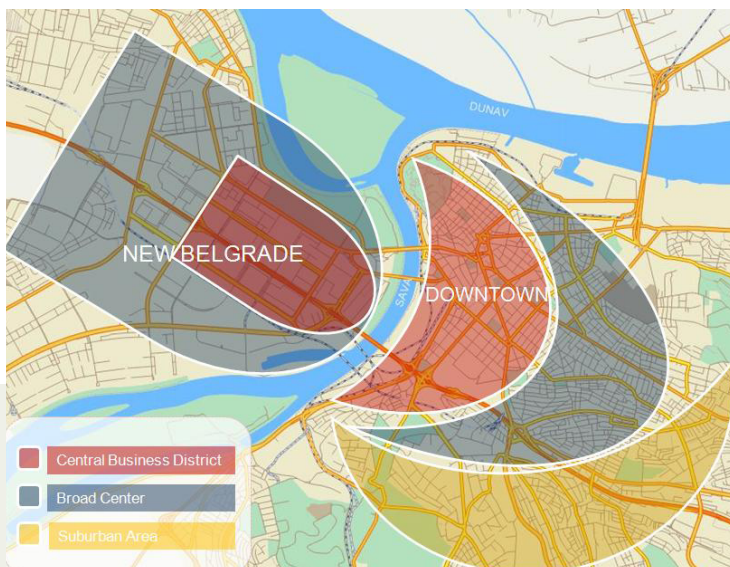 DUNAV
NEW BELGRADE
SAVA
DOWNTOWN
Central Business District
Broad Center
Suburban Area